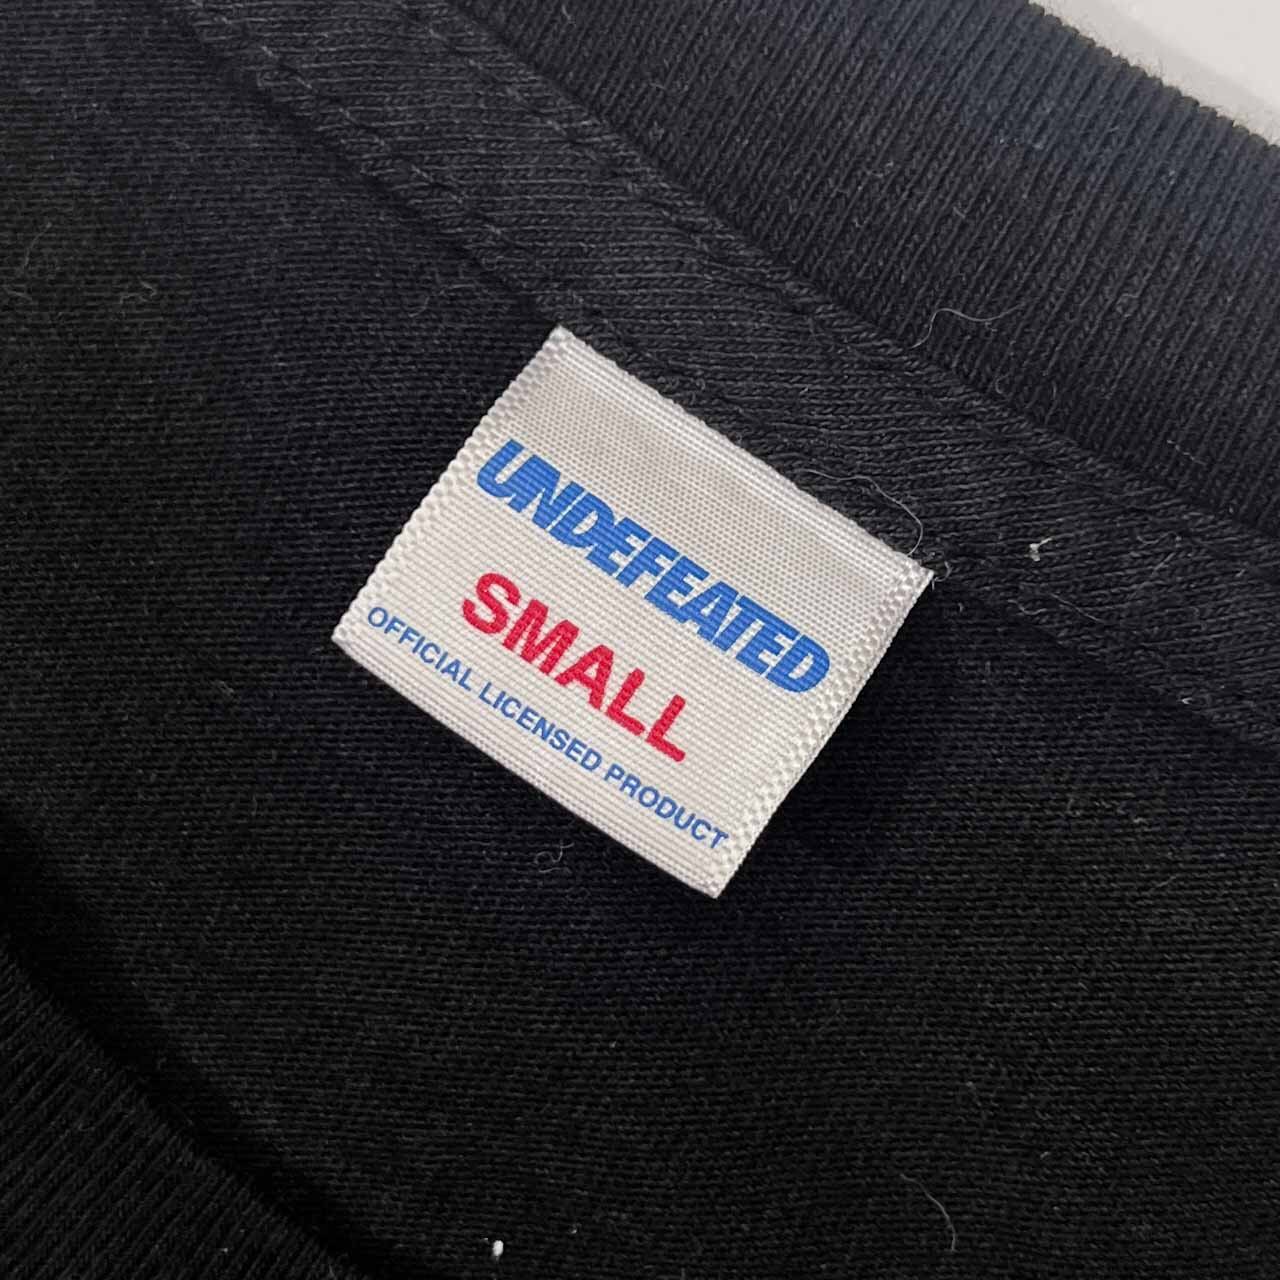 UNDEFEATED
SMALL
OFFICIAL LICENSED PRODUCT